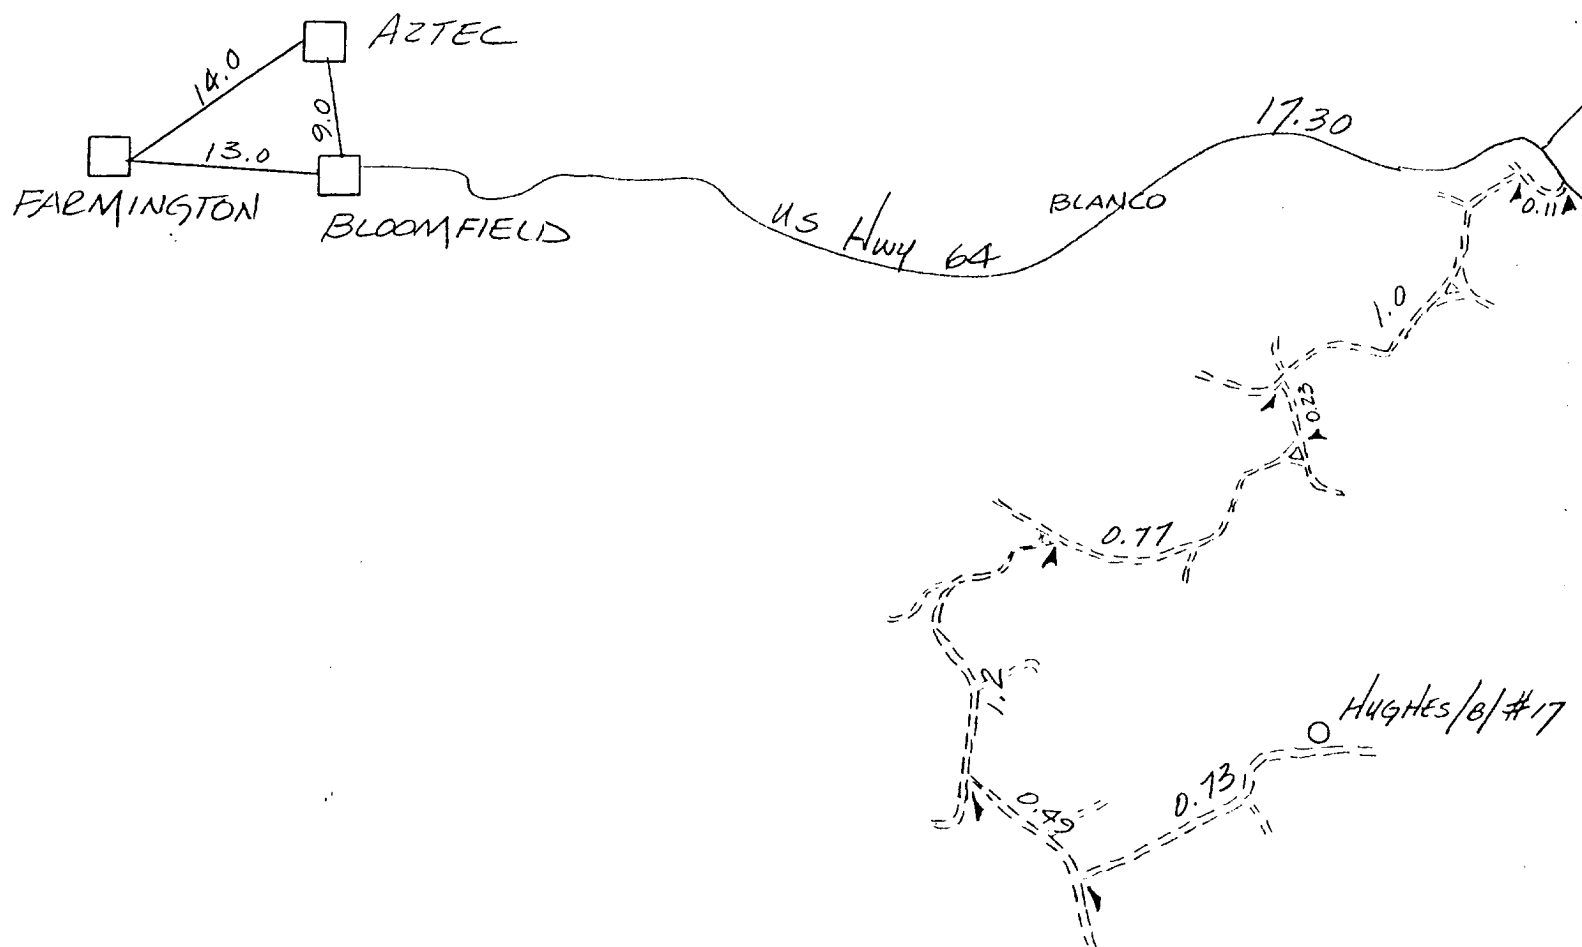 AZTEC
14.0
9.0
13.0
FARMINGTON
BLOOMFIELD
US HWY 64
BLANCO
17.30
0.11
1.0
0.23
0.77
1.2
HUGHES/B/#17
0.49
0.73